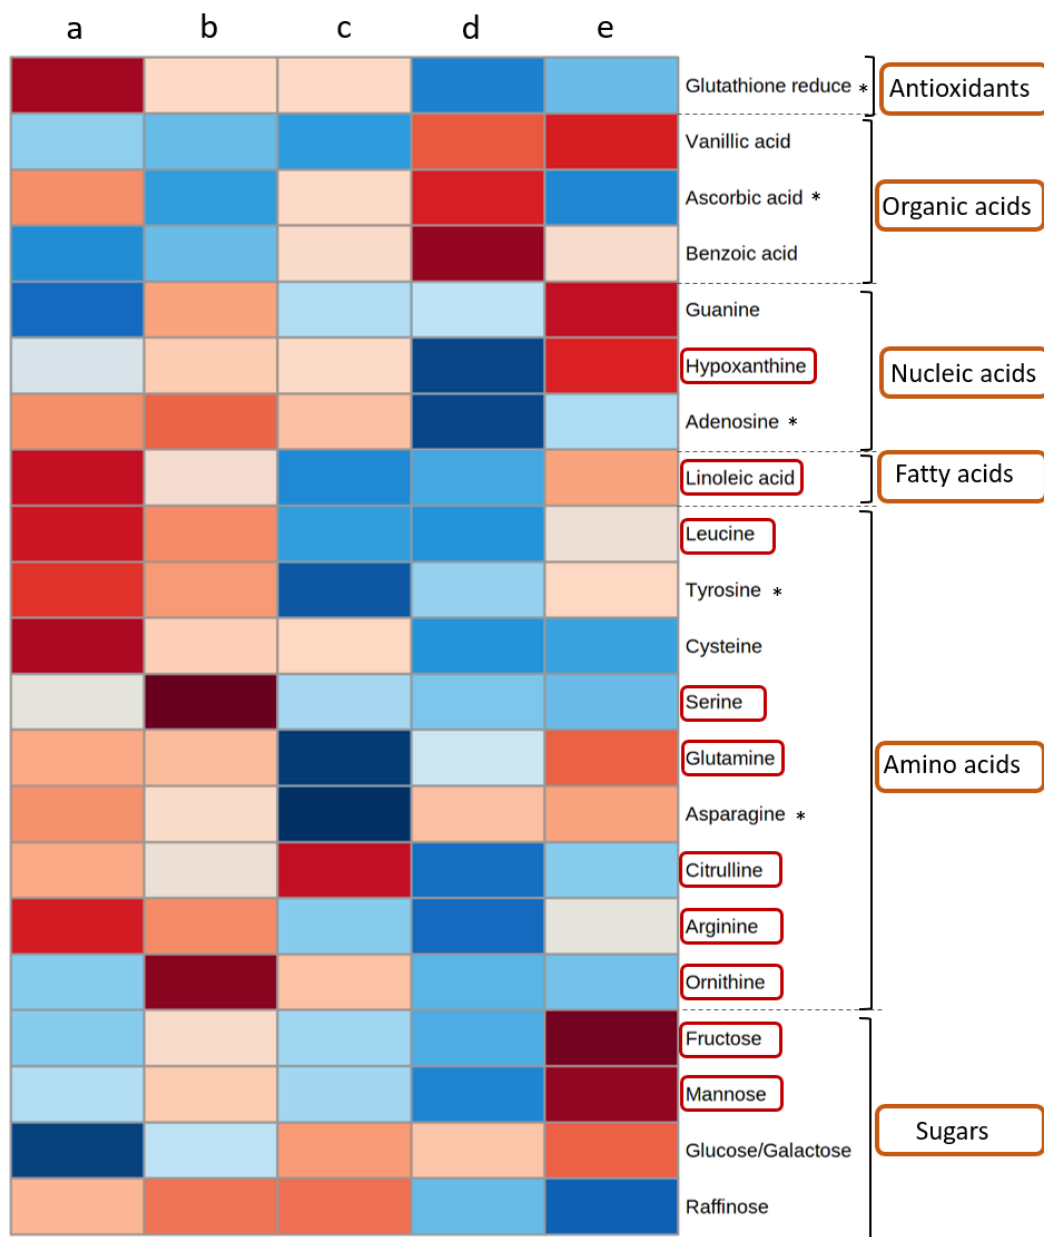 a b c d e
Glutathione reduce * Antioxidants
Vanillic acid
Ascorbic acid * Organic acids
Benzoic acid
Guanine
Hypoxanthine Nucleic acids
Adenosine *
Linoleic acid Fatty acids
Leucine
Tyrosine *
Cysteine
Serine
Glutamine Amino acids
Asparagine *
Citrulline
Arginine
Ornithine
Fructose
Mannose
Glucose/Galactose Sugars
Raffinose